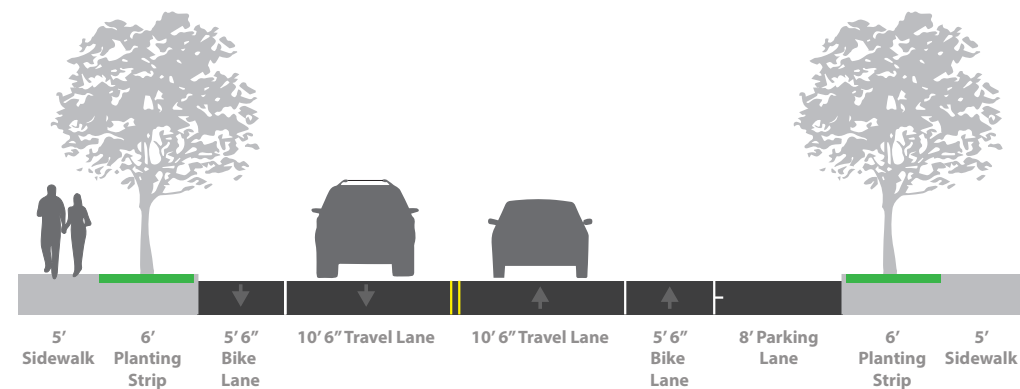 5’
Sidewalk
6’
Planting
Strip
5’ 6”
Bike
Lane
10’ 6” Travel Lane
10’ 6” Travel Lane
5’ 6”
Bike
Lane
8’ Parking
Lane
6’
Planting
Strip
5’
Sidewalk